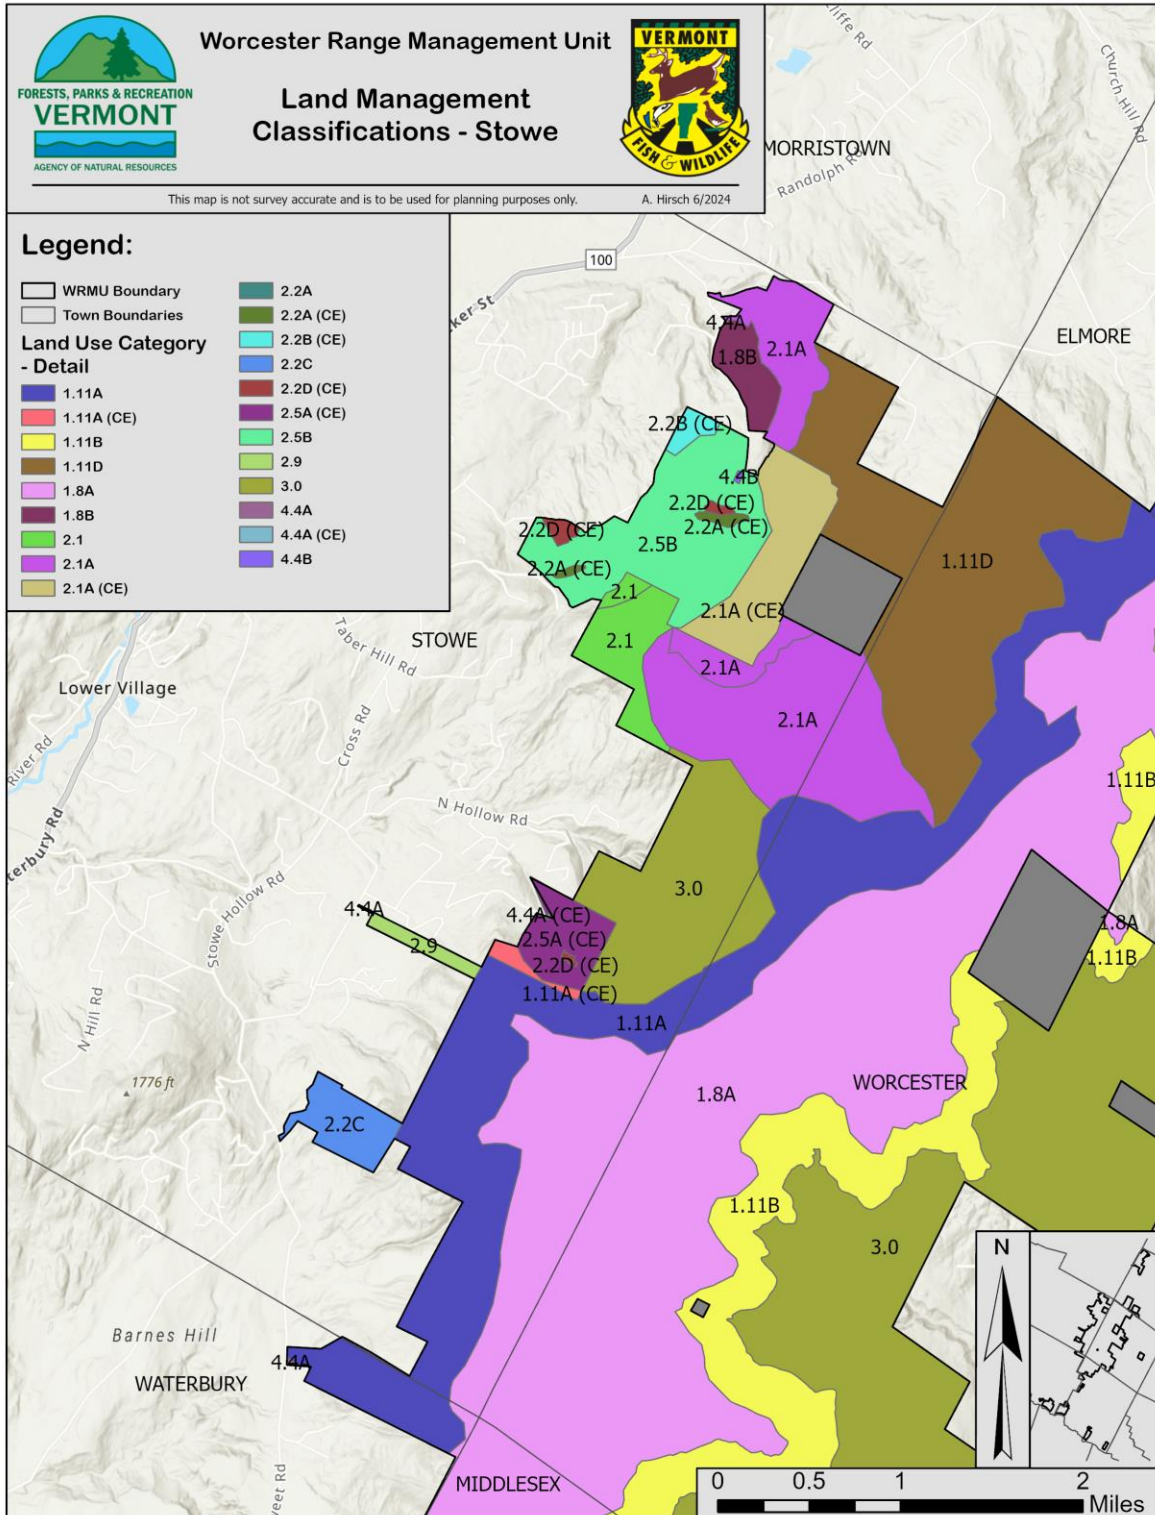 FORESTS, PARKS & RECREATION
VERMONT
AGENCY OF NATURAL RESOURCES
Worcester Range Management Unit
Land Management
Classifications - Stowe
VERMONT
FISH & WILDLIFE
This map is not survey accurate and is to be used for planning purposes only.
A. Hirsch 6/2024
Legend:
WRMU Boundary
Town Boundaries
Land Use Category
- Detail
1.11A
1.11A (CE)
1.11B
1.11D
1.8A
1.8B
2.1
2.1A
2.1A (CE)
2.2A
2.2A (CE)
2.2B (CE)
2.2C
2.2D (CE)
2.5A (CE)
2.5B
2.9
3.0
4.4A
4.4A (CE)
4.4B
liffe Rd
Church Hill Rd
MORRISTOWN
Randolph Rd
100
ker St
ELMORE
4.4A
1.8B
2.1A
2.2B (CE)
4.4B
2.2D (CE)
2.2A (CE)
2.2D (CE)
2.5B
2.2A (CE)
1.11D
2.1
2.1A (CE)
STOWE
Taber Hill Rd
2.1
2.1A
Lower Village
2.1A
River Rd
Cross Rd
1.11B
N Hollow Rd
terbury Rd
3.0
Stowe Hollow Rd
4.4A
4.4A (CE)
1.8A
2.9
2.5A (CE)
1.11B
2.2D (CE)
1.11A (CE)
N Hill Rd
1.11A
1776 ft
WORCESTER
1.8A
2.2C
1.11B
3.0
N
Barnes Hill
4.4A
WATERBURY
MIDDLESEX
weet Rd
0 0.5 1 2
Miles